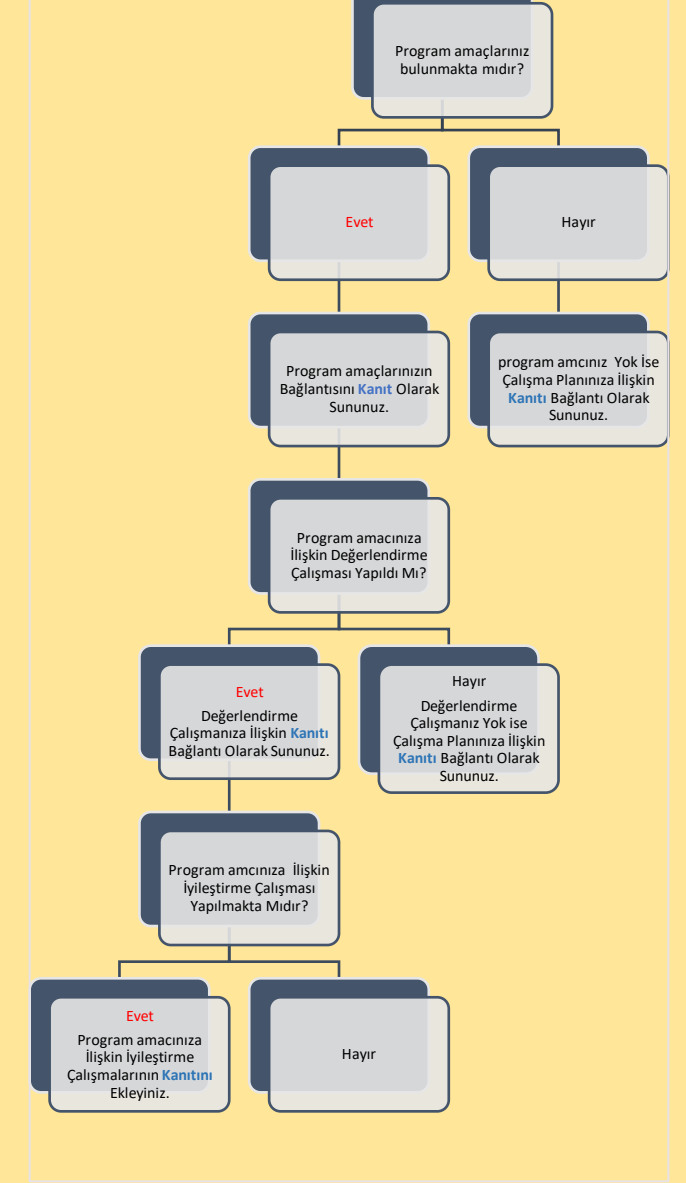 Program amaçlarınız
bulunmakta mıdır?
Evet
Hayır
Program amaçlarınızın
Bağlantısını Kanıt Olarak
Sununuz.
program amcınız Yok İse
Çalışma Planınıza İlişkin
Kanıtı Bağlantı Olarak
Sununuz.
Program amacınıza
İlişkin Değerlendirme
Çalışması Yapıldı Mı?
Evet
Değerlendirme
Çalışmanıza İlişkin Kanıtı
Bağlantı Olarak Sununuz.
Hayır
Değerlendirme
Çalışmanız Yok ise
Çalışma Planınıza İlişkin
Kanıtı Bağlantı Olarak
Sununuz.
Program amcınıza İlişkin
İyileştirme Çalışması
Yapılmakta Mıdır?
Evet
Program amacınıza
İlişkin İyileştirme
Çalışmalarının Kanıtını
Ekleyiniz.
Hayır